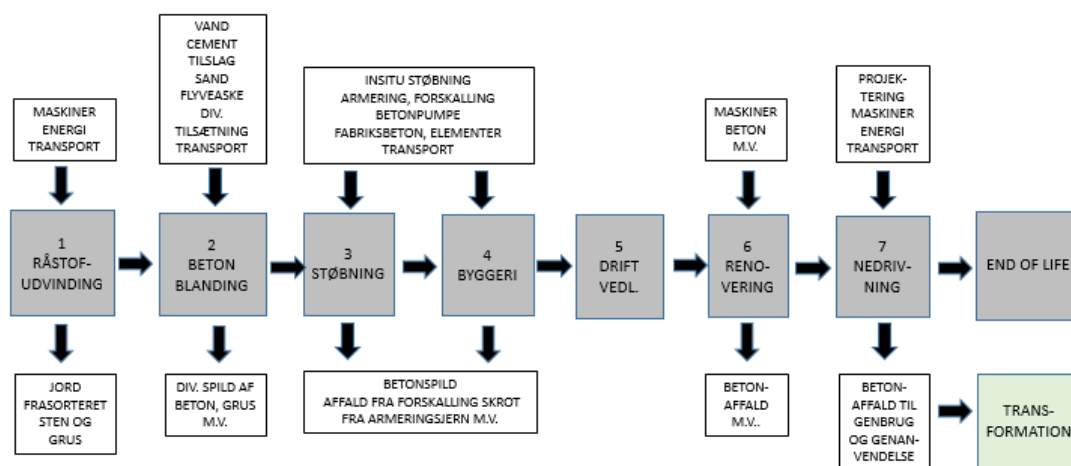 VAND
CEMENT
TILSLAG
SAND
FLYVEASKE
DIV.
TILSÆTNING
TRANSPORT
INSITU STØBNING
ARMERING, FORSKALLING
BETONPUMPE
FABRIKSBETON, ELEMENTER
TRANSPORT
PROJEK-
TERING
MASKINER
ENERGI
TRANSPORT
MASKINER
ENERGI
TRANSPORT
MASKINER
BETON
M.V.
1
RÅSTOF-
UDVINDING
2
BETON
BLANDING
3
STØBNING
4
BYGGERI
5
DRIFT
VEDL.
6
RENO-
VERING
7
NEDRIV-
NING
END OF LIFE
JORD
FRASORTERET
STEN OG
GRUS
DIV. SPILD AF
BETON, GRUS
M.V.
BETONSPILD
AFFALD FRA FORSKALLING SKROT
FRA ARMERINGSJERN M.V.
BETON-
AFFALD
M.V..
BETON-
AFFALD TIL
GENBRUG
OG GENAN-
VENDELSE
TRANS-
FORMATION